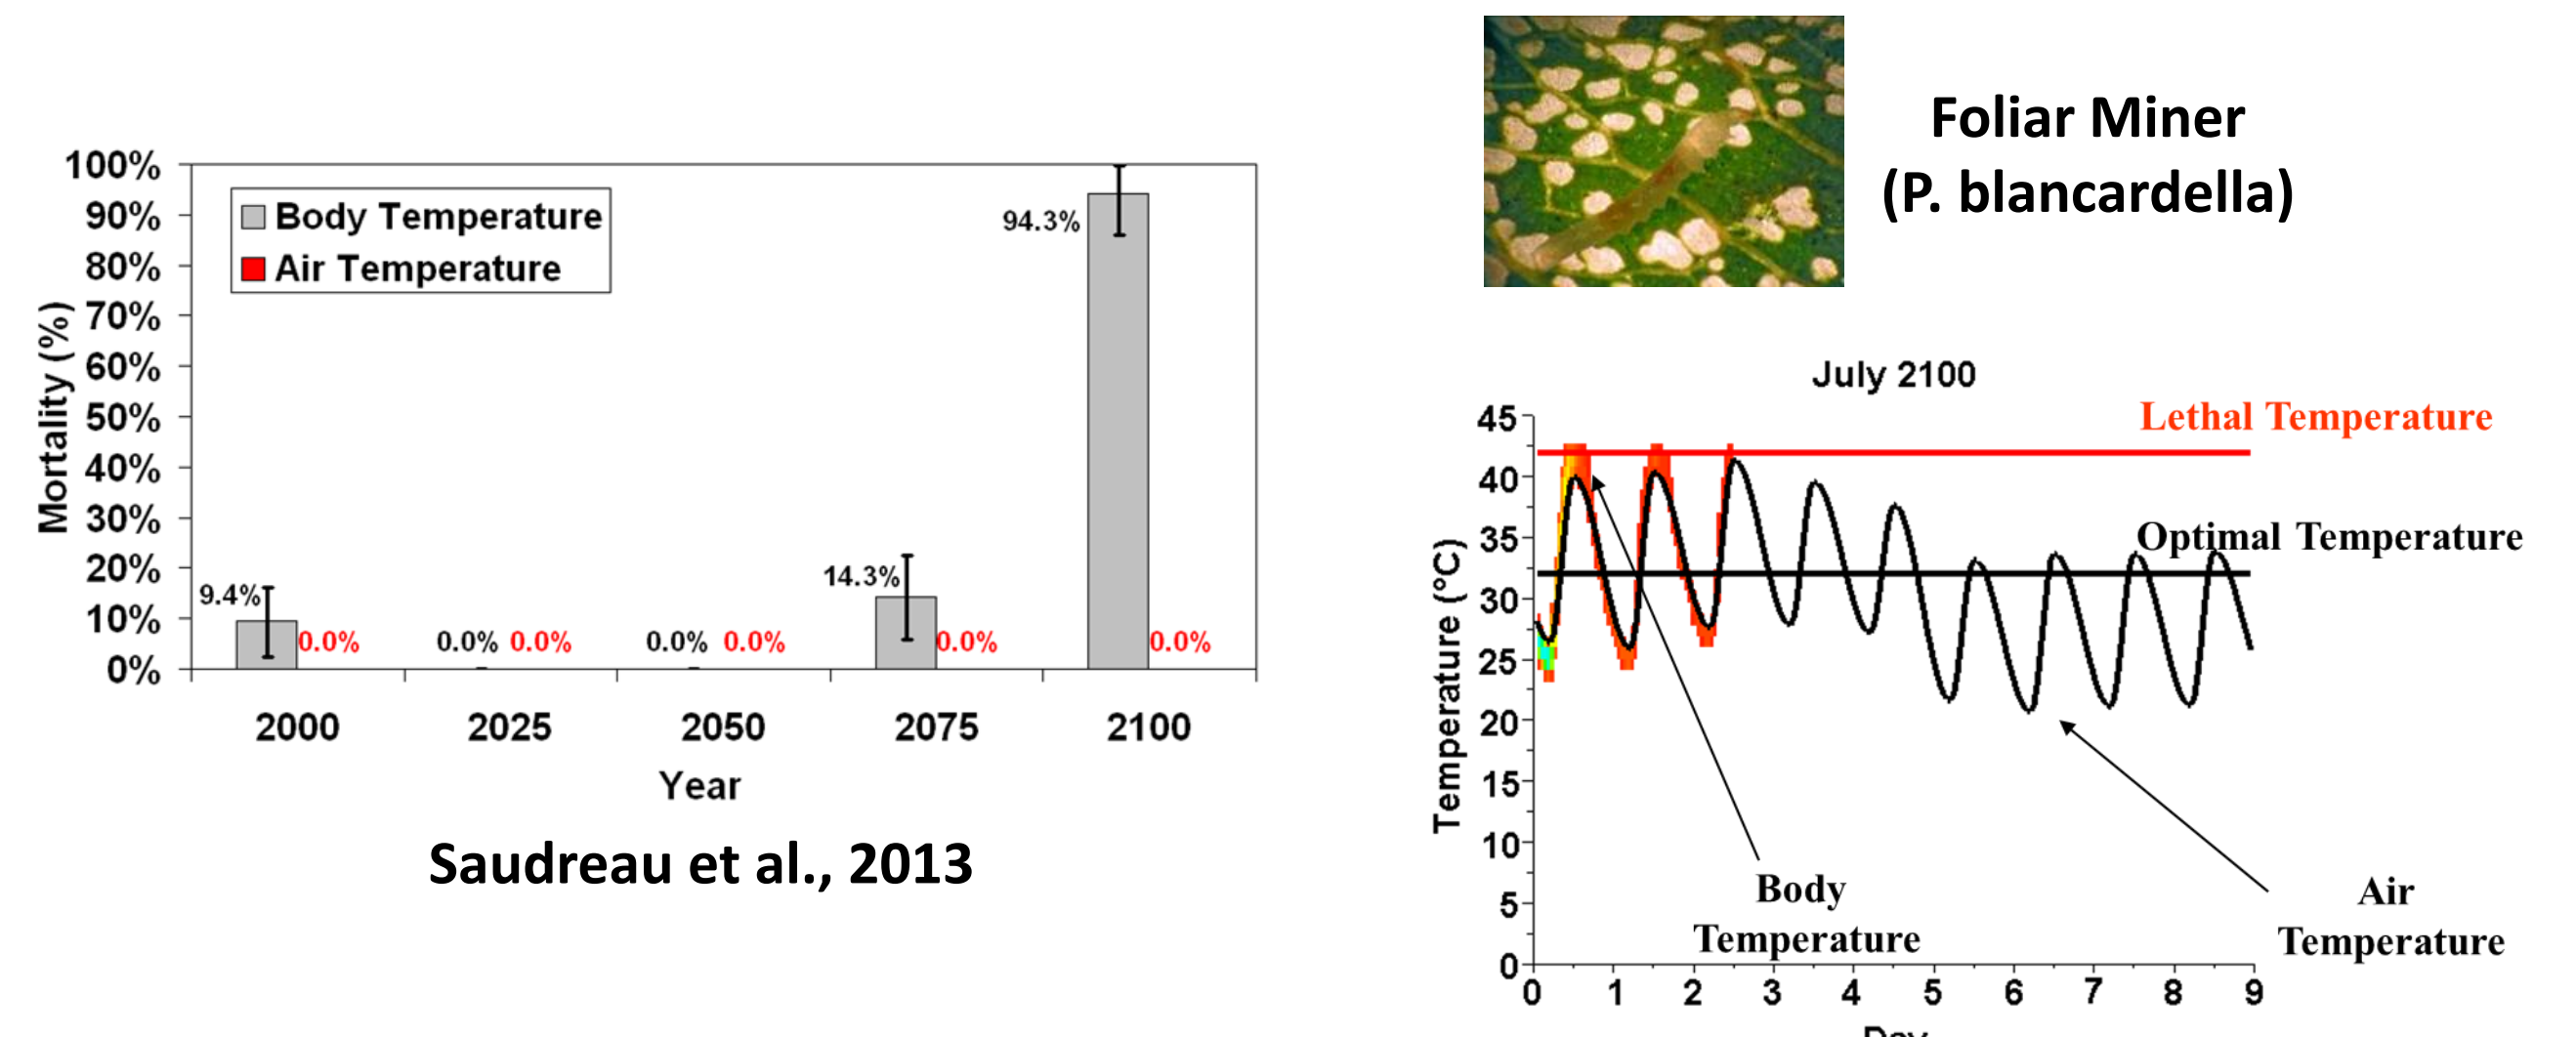 100%
90%
80%
70%
60%
50%
40%
30%
20%
10%
0%
Mortality (%)
Body Temperature
Air Temperature
9.4%
0.0%
0.0%
0.0%
0.0%
0.0%
14.3%
0.0%
94.3%
0.0%
2000
2025
2050
2075
2100
Year
Saudreau et al., 2013
Foliar Miner
(P. blancardella)
July 2100
Lethal Temperature
Optimal Temperature
Temperature (°C)
45
40
35
30
25
20
15
10
5
0
Body
Temperature
Air
Temperature
0
1
2
3
4
5
6
7
8
9
Day